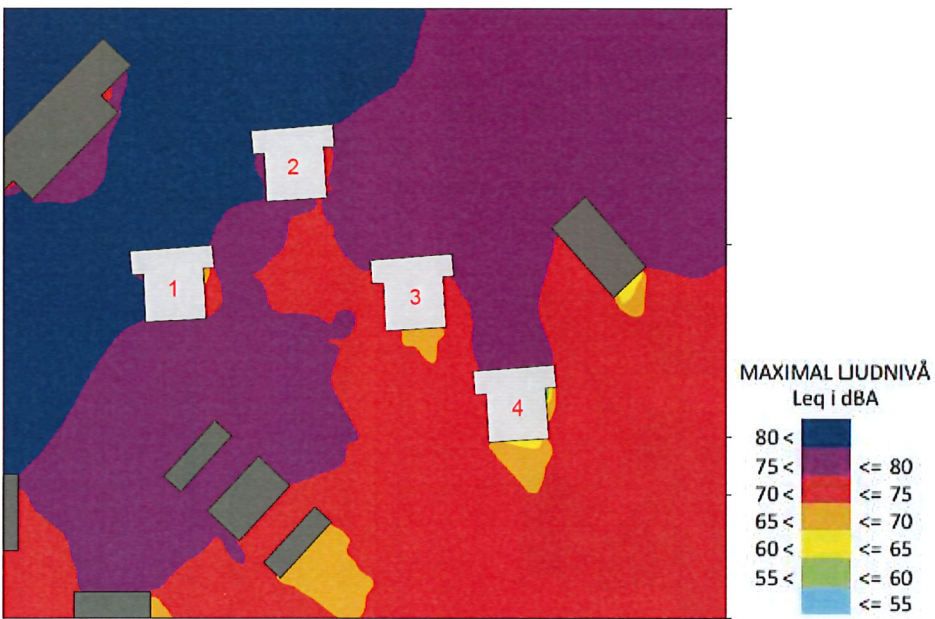 2
1
3
4
MAXIMAL LJUDNIVÅ
Leq i dBA
80 <
75 < <= 80
70 < <= 75
65 < <= 70
60 < <= 65
55 < <= 60
<= 55